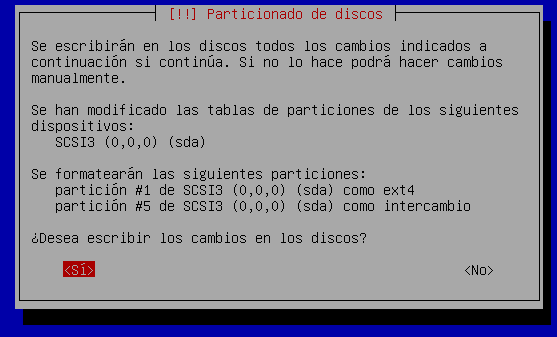 [!!] Particionado de discos
Se escribirán en los discos todos los cambios indicados a
continuación si continúa. Si no lo hace podrá hacer cambios
manualmente.
Se han modificado las tablas de particiones de los siguientes
dispositivos:
SCSI3 (0,0,0) (sda)
Se formatearán las siguientes particiones:
partición #1 de SCSI3 (0,0,0) (sda) como ext4
partición #5 de SCSI3 (0,0,0) (sda) como intercambio
¿Desea escribir los cambios en los discos?
<Sí> <No>